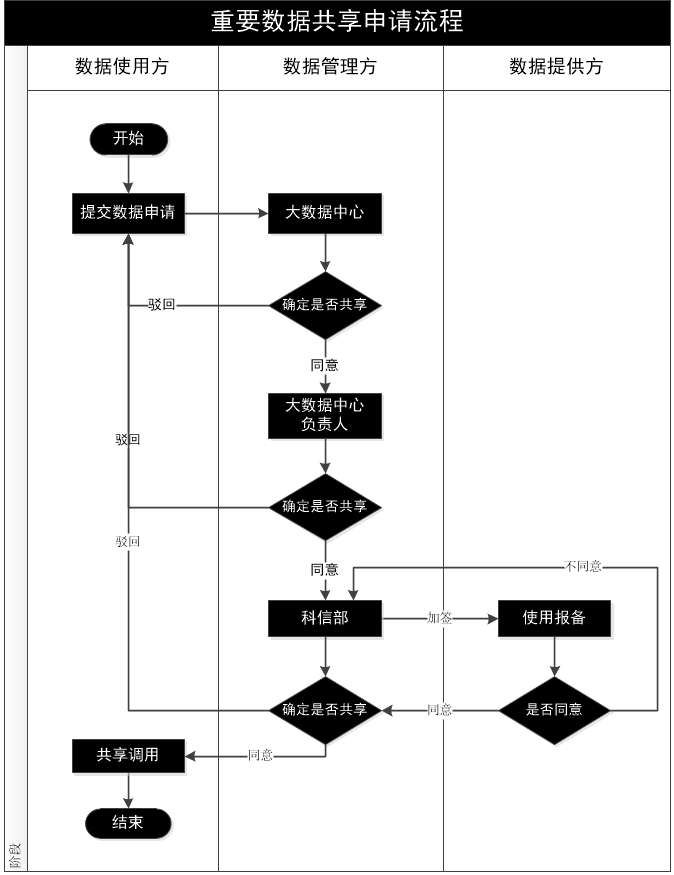 重要数据共享申请流程
数据使用方
数据管理方
数据提供方
开始
提交数据申请
大数据中心
驳回
确定是否共享
同意
大数据中心
负责人
驳回
确定是否共享
驳回
同意
不同意
科信部
加签
使用报备
确定是否共享
同意
是否同意
共享调用
同意
结束
阶段